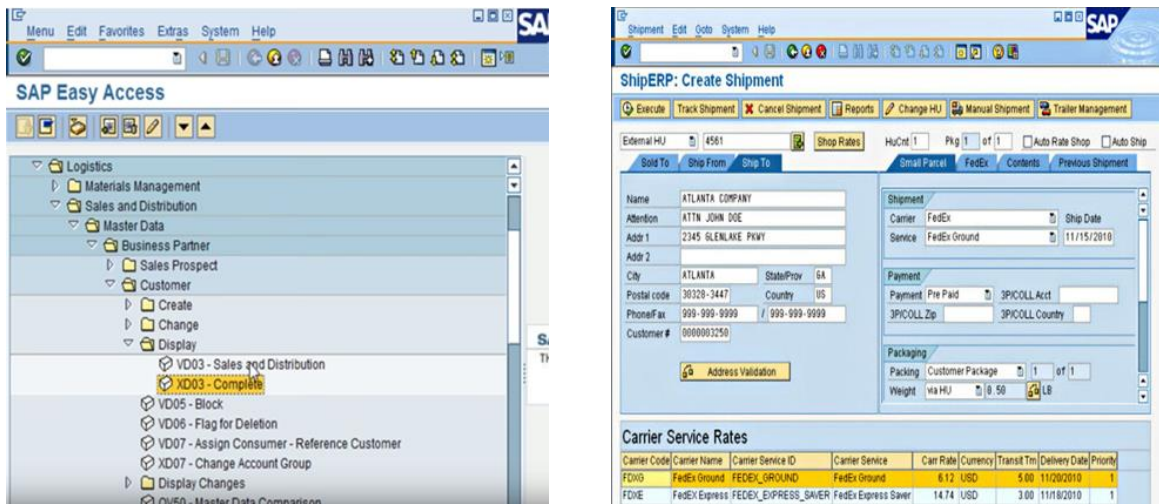 Menu Edit Favorites Extras System Help
SAP
SAP Easy Access
Logistics
Materials Management
Sales and Distribution
Master Data
Business Partner
Sales Prospect
Customer
Create
Change
Display
VD03 - Sales and Distribution
XD03 - Complete
VD05 - Block
VD06 - Flag for Deletion
VD07 - Assign Consumer - Reference Customer
XD07 - Change Account Group
Display Changes
OV50 - Master Data Comparison
Shipment Edit Goto System Help
SAP
ShipERP: Create Shipment
Execute Track Shipment Cancel Shipment Reports Change HU Manual Shipment Trailer Management
External HU 4561 Shop Rates HuCnt 1 Pkg 1 of 1 Auto Rate Shop Auto Ship
Sold To Ship From Ship To
Name ATLANTA COMPANY
Attention ATTN JOHN DOE
Addr 1 2345 GLENLAKE PKWY
Addr 2
City ATLANTA State/Prov GA
Postal code 30328-3447 Country US
Phone/Fax 999-999-9999 / 999-999-9999
Customer # 0000003250
Address Validation
Small Parcel FedEx Contents Previous Shipment
Shipment
Carrier FedEx Ship Date
Service FedEx Ground 11/15/2010
Payment
Payment Pre Paid 3P/COLL Acct
3P/COLL Zip 3P/COLL Country
Packaging
Packing Customer Package 1 of 1
Weight via HU 0.50 LB
Carrier Service Rates
Carrier Code Carrier Name Carrier Service ID Carrier Service Carr Rate Currency Transit Tm Delivery Date Priority
FDXG FedEx Ground FEDEX_GROUND FedEx Ground 6.12 USD 5.00 11/20/2010 1
FDXE FedEX Express FEDEX_EXPRESS_SAVER FedEx Express Saver 14.74 USD 3.00 11/18/2010 1